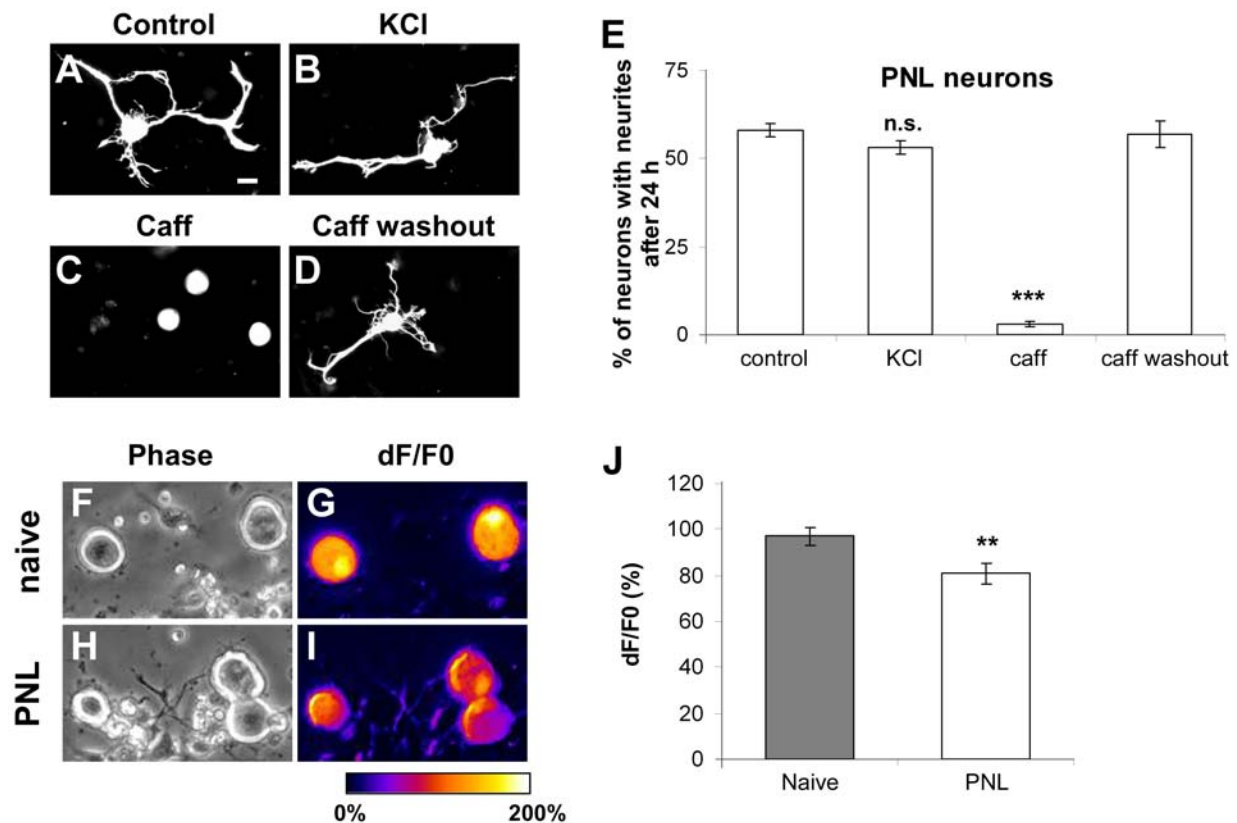 Control
KCl
A
B
Caff
Caff washout
C
D
E
PNL neurons
% of neurons with neurites
after 24 h
75
50
25
0
n.s.
***
control
KCl
caff
caff washout
Phase
dF/F0
naive
F
G
PNL
H
I
0%
200%
J
dF/F0 (%)
120
100
80
60
40
20
0
**
Naive
PNL